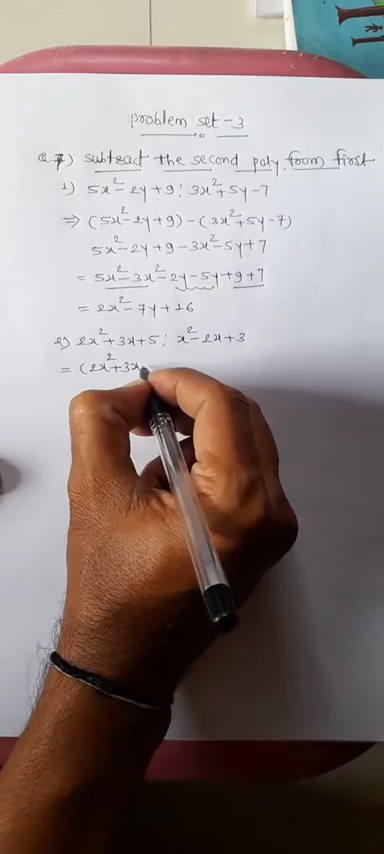 problem set -3
Q.7) subtract the second poly. from first
1) 5x²-2y+9 ; 3x²+5y-7
⇒ (5x²-2y+9) - (3x²+5y-7)
5x²-2y+9-3x²-5y+7
= 5x²-3x²-2y-5y+9+7
= 2x²-7y+16
2) 2x²+3x+5 ; x²-2x+3
= (2x²+3x